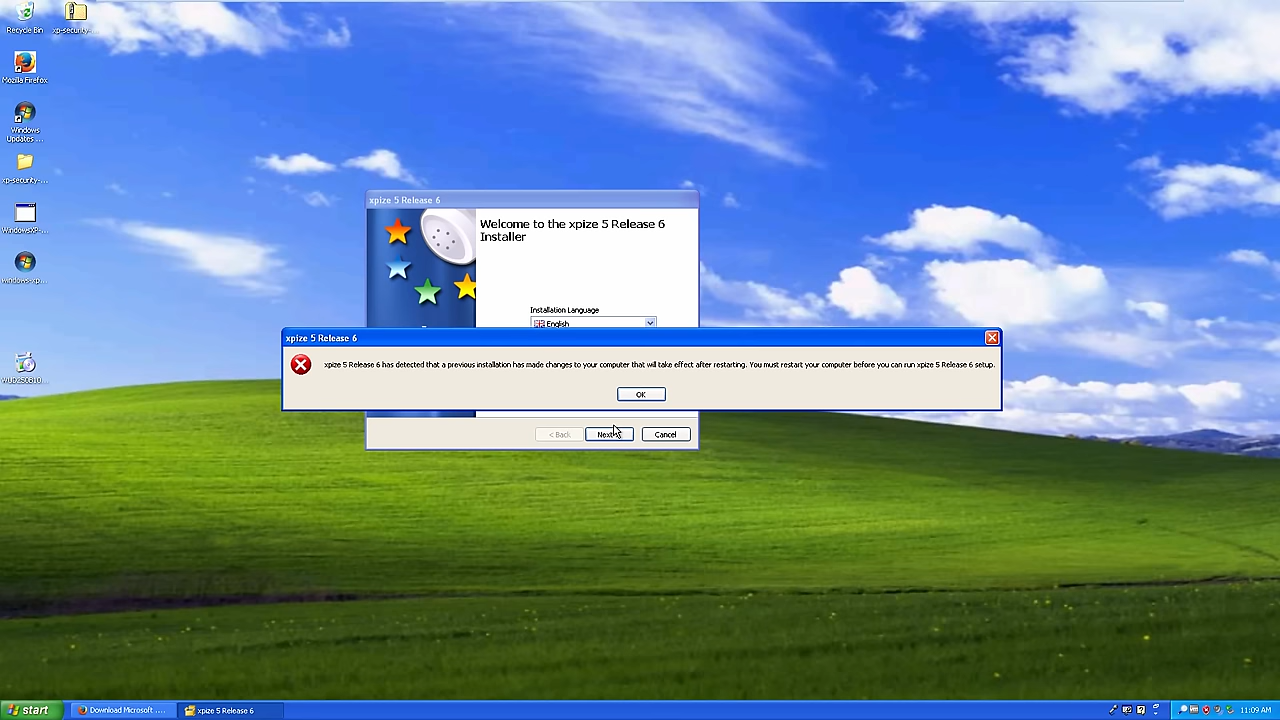 Recycle Bin
xp-security-...
Mozilla Firefox
Windows
Updates ...
xp-security-...
WindowsXP-...
windowsxp...
xpize 5 Release 6
Welcome to the xpize 5 Release 6
Installer
Installation Language
English
xpize 5 Release 6
xpize 5 Release 6 has detected that a previous installation has made changes to your computer that will take effect after restarting. You must restart your computer before you can run xpize 5 Release 6 setup.
OK
< Back
Next
Cancel
start
Download Microsoft ....
xpize 5 Release 6
11:09 AM